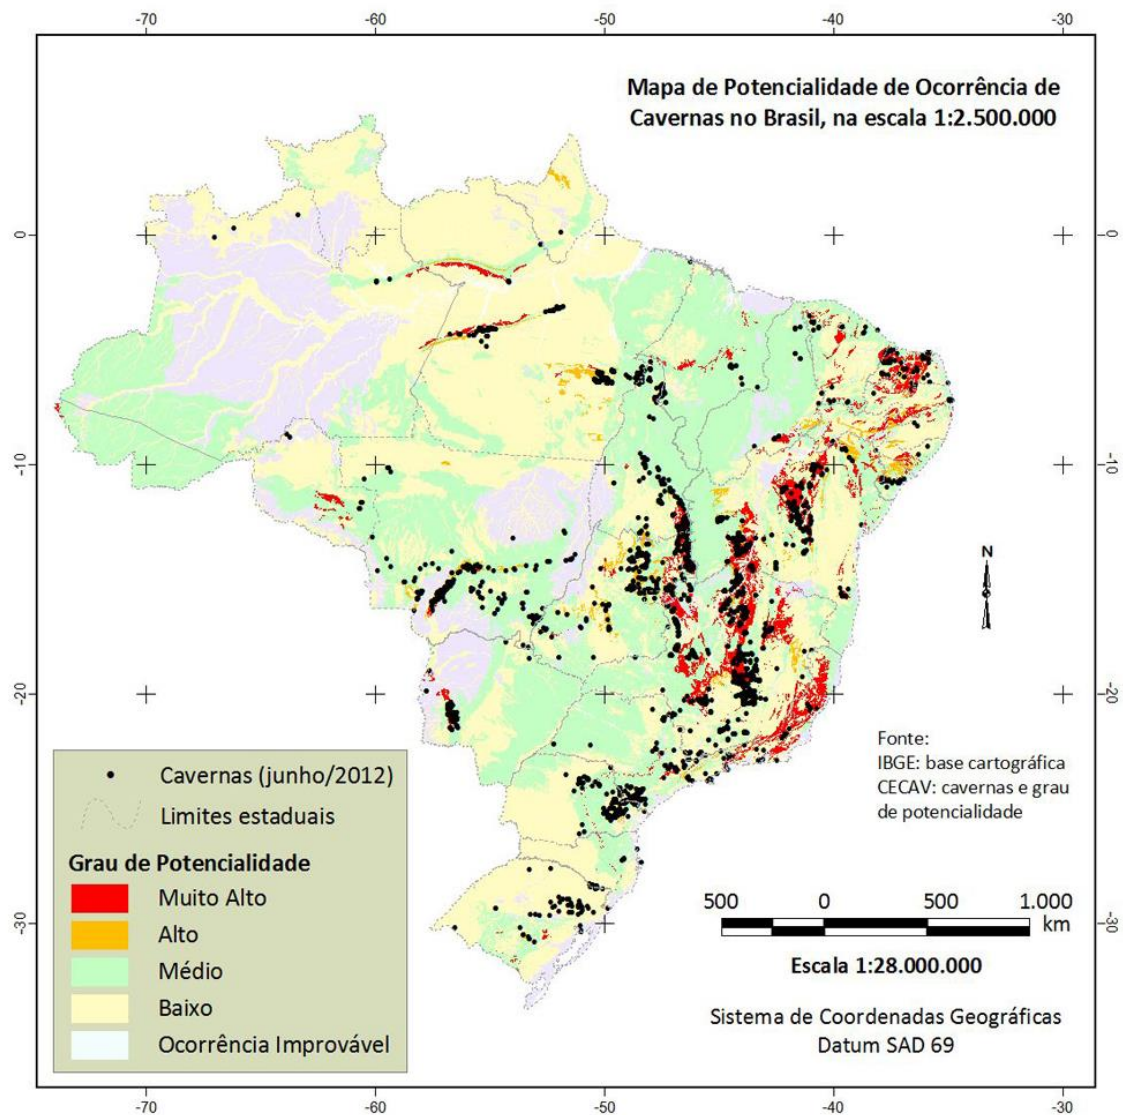 -70 -60 -50 -40 -30
Mapa de Potencialidade de Ocorrência de
Cavernas no Brasil, na escala 1:2.500.000
0 0
-10 -10
N
-20 -20
Fonte:
IBGE: base cartográfica
CECAV: cavernas e grau
de potencialidade
Cavernas (junho/2012)
Limites estaduais
Grau de Potencialidade
Muito Alto
Alto
Médio
Baixo
Ocorrência Improvável
500 0 500 1.000
km
-30 -30
Escala 1:28.000.000
Sistema de Coordenadas Geográficas
Datum SAD 69
-70 -60 -50 -40 -30